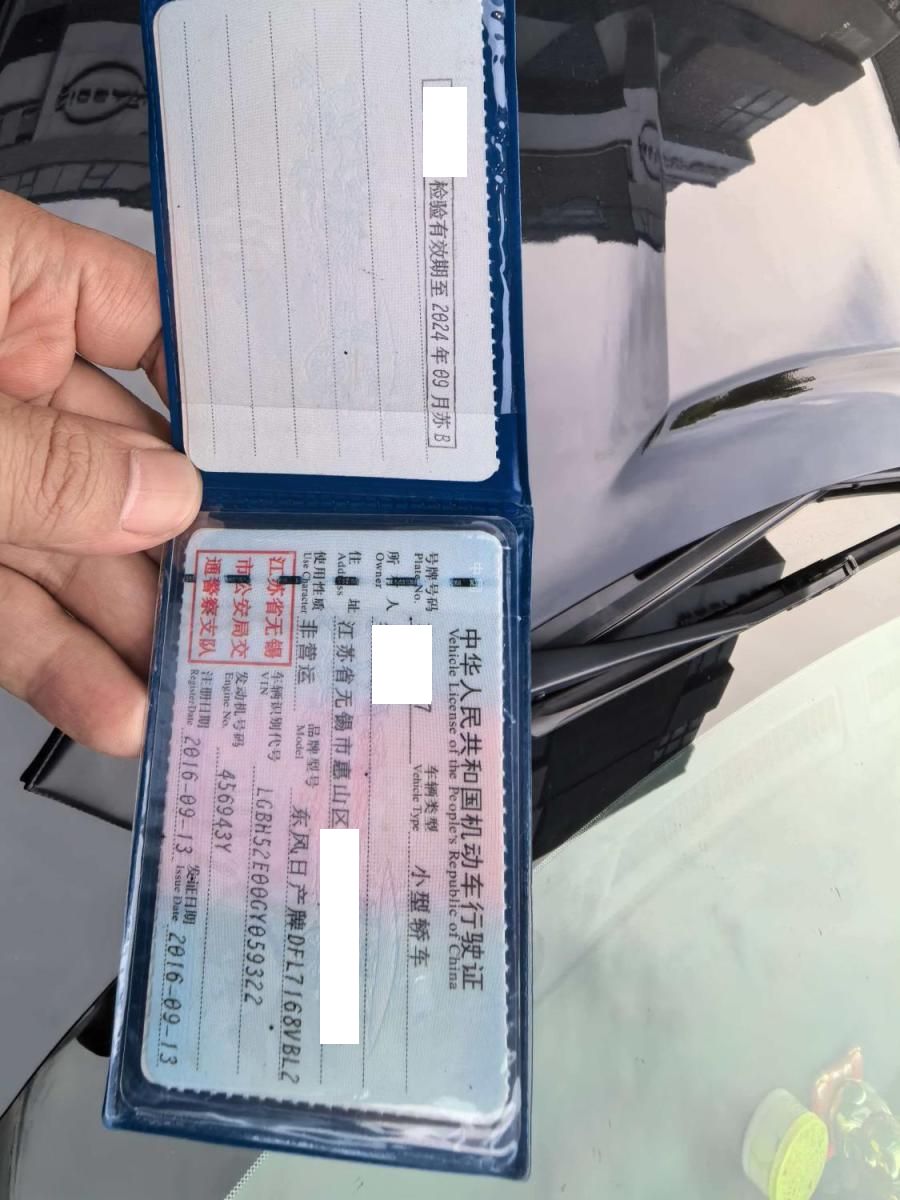 检验有效期至2024年09月苏B
中华人民共和国机动车行驶证
Vehicle License of the People's Republic of China
号牌号码
Plate No.
7
车辆类型
Vehicle Type
小型轿车
所 人
Owner
住 址
Address
江苏省无锡市惠山区
使用性质
Use Character
非营运
品牌型号
Model
东风日产牌DFL7168VBL2
江苏省无锡
市公安局交
通警察支队
车辆识别代号
VIN
LGBH52E00GY059322
发动机号码
Engine No.
456943Y
注册日期
Register Date
2016-09-13
发证日期
Issue Date
2016-09-13